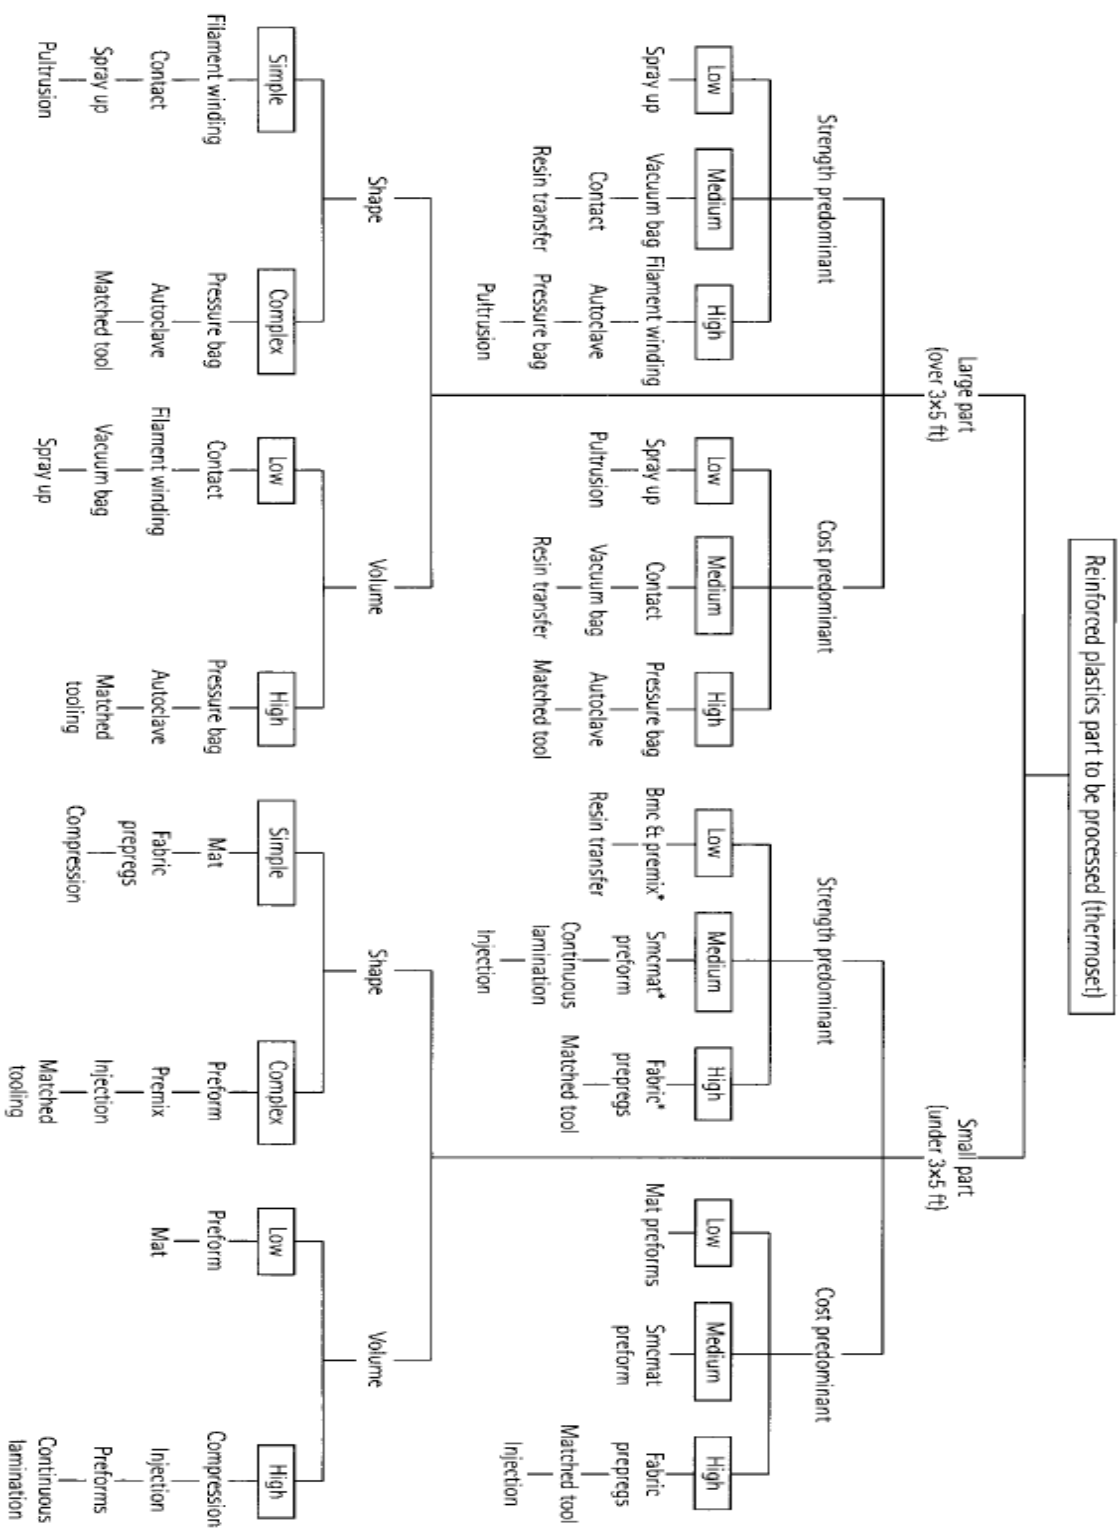 Reinforced plastics part to be processed (thermoset)
Large part
(over 3x5 ft)
Small part
(under 3x5 ft)
Strength predominant
Cost predominant
Strength predominant
Cost predominant
Low
Medium
High
Low
Medium
High
Low
Medium
High
Low
Medium
High
Spray up
Vacuum bag
Contact
Resin transfer
Filament winding
Autoclave
Pressure bag
Pultrusion
Spray up
Pultrusion
Contact
Vacuum bag
Resin transfer
Pressure bag
Autoclave
Matched tool
Bmc & premix*
Resin transfer
Smcmat*
preform
Continuous
lamination
Injection
Fabric*
prepregs
Matched tool
Mat preforms
Smcmat
preform
Fabric
prepregs
Matched tool
Injection
Shape
Volume
Shape
Volume
Simple
Complex
Low
High
Simple
Complex
Low
High
Filament winding
Contact
Spray up
Pultrusion
Pressure bag
Autoclave
Matched tool
Contact
Filament winding
Vacuum bag
Spray up
Pressure bag
Autoclave
Matched
tooling
Mat
Fabric
prepregs
Compression
Preform
Premix
Injection
Matched
tooling
Preform
Mat
Compression
Injection
Preforms
Continuous
lamination